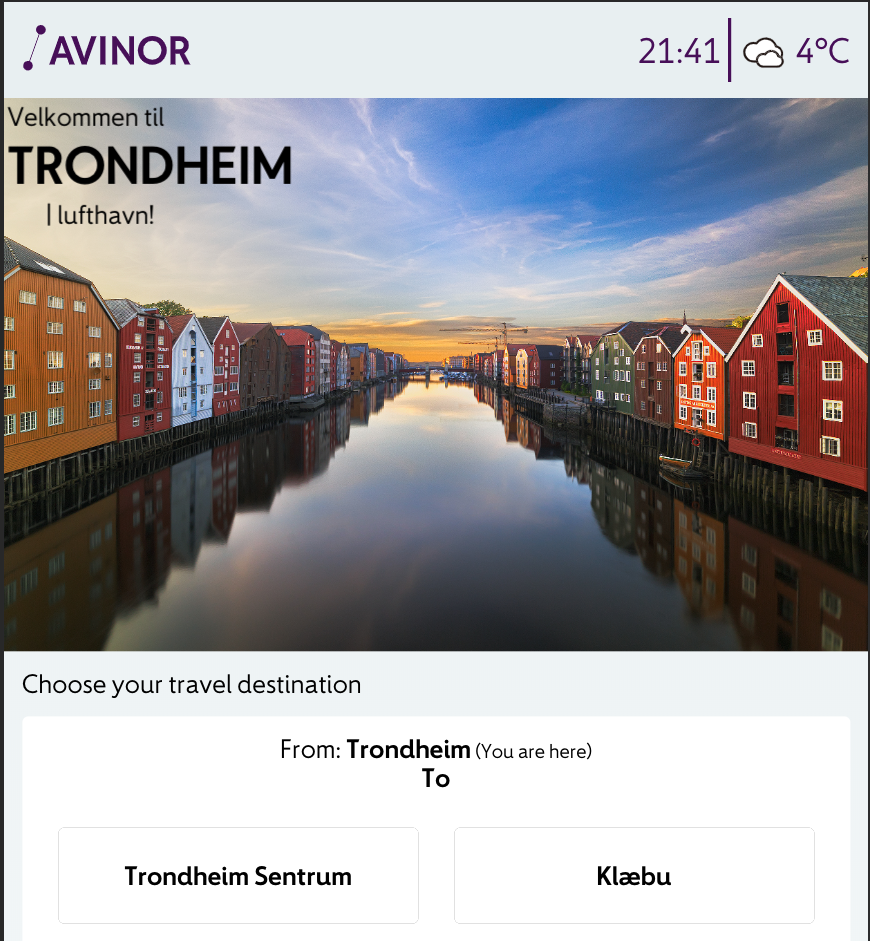 AVINOR
21:41 4°C
Velkommen til
TRONDHEIM
| lufthavn!
Choose your travel destination
From: Trondheim (You are here)
To
Trondheim Sentrum
Klæbu